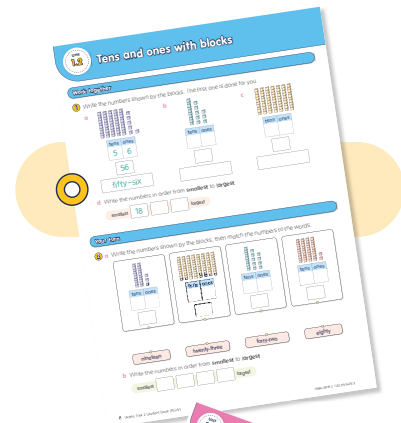 1.2
Tens and ones with blocks
Work together
1 Write the numbers shown by the blocks. The first one is done for you.
a b c
tens ones tens ones tens ones
5 6
56
fifty-six
d Write the numbers in order from smallest to largest
smallest 18 largest
2 a Write the numbers shown by the blocks, then match the numbers to the words.
tens ones tens ones tens ones tens ones
nineteen twenty-three forty-one eighty
b Write the numbers in order from smallest to largest
smallest largest